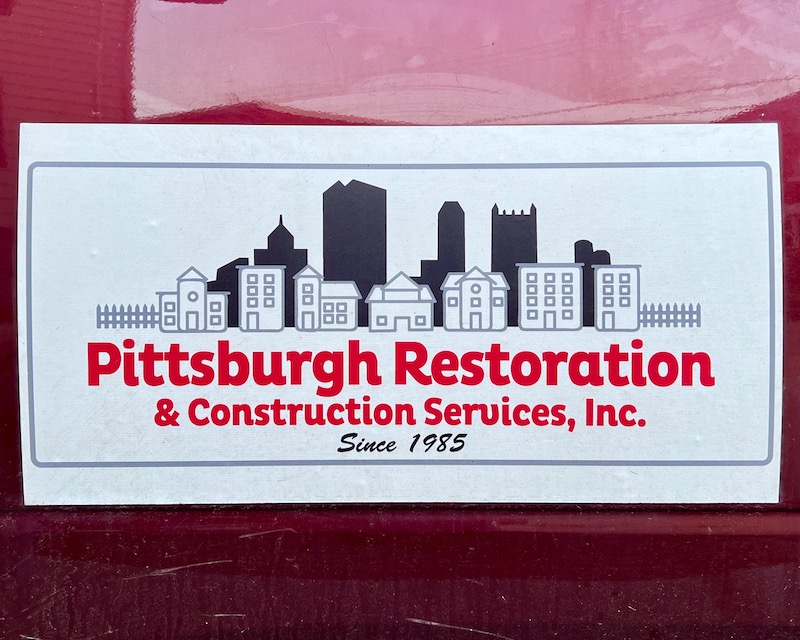 Pittsburgh Restoration
& Construction Services, Inc.
Since 1985